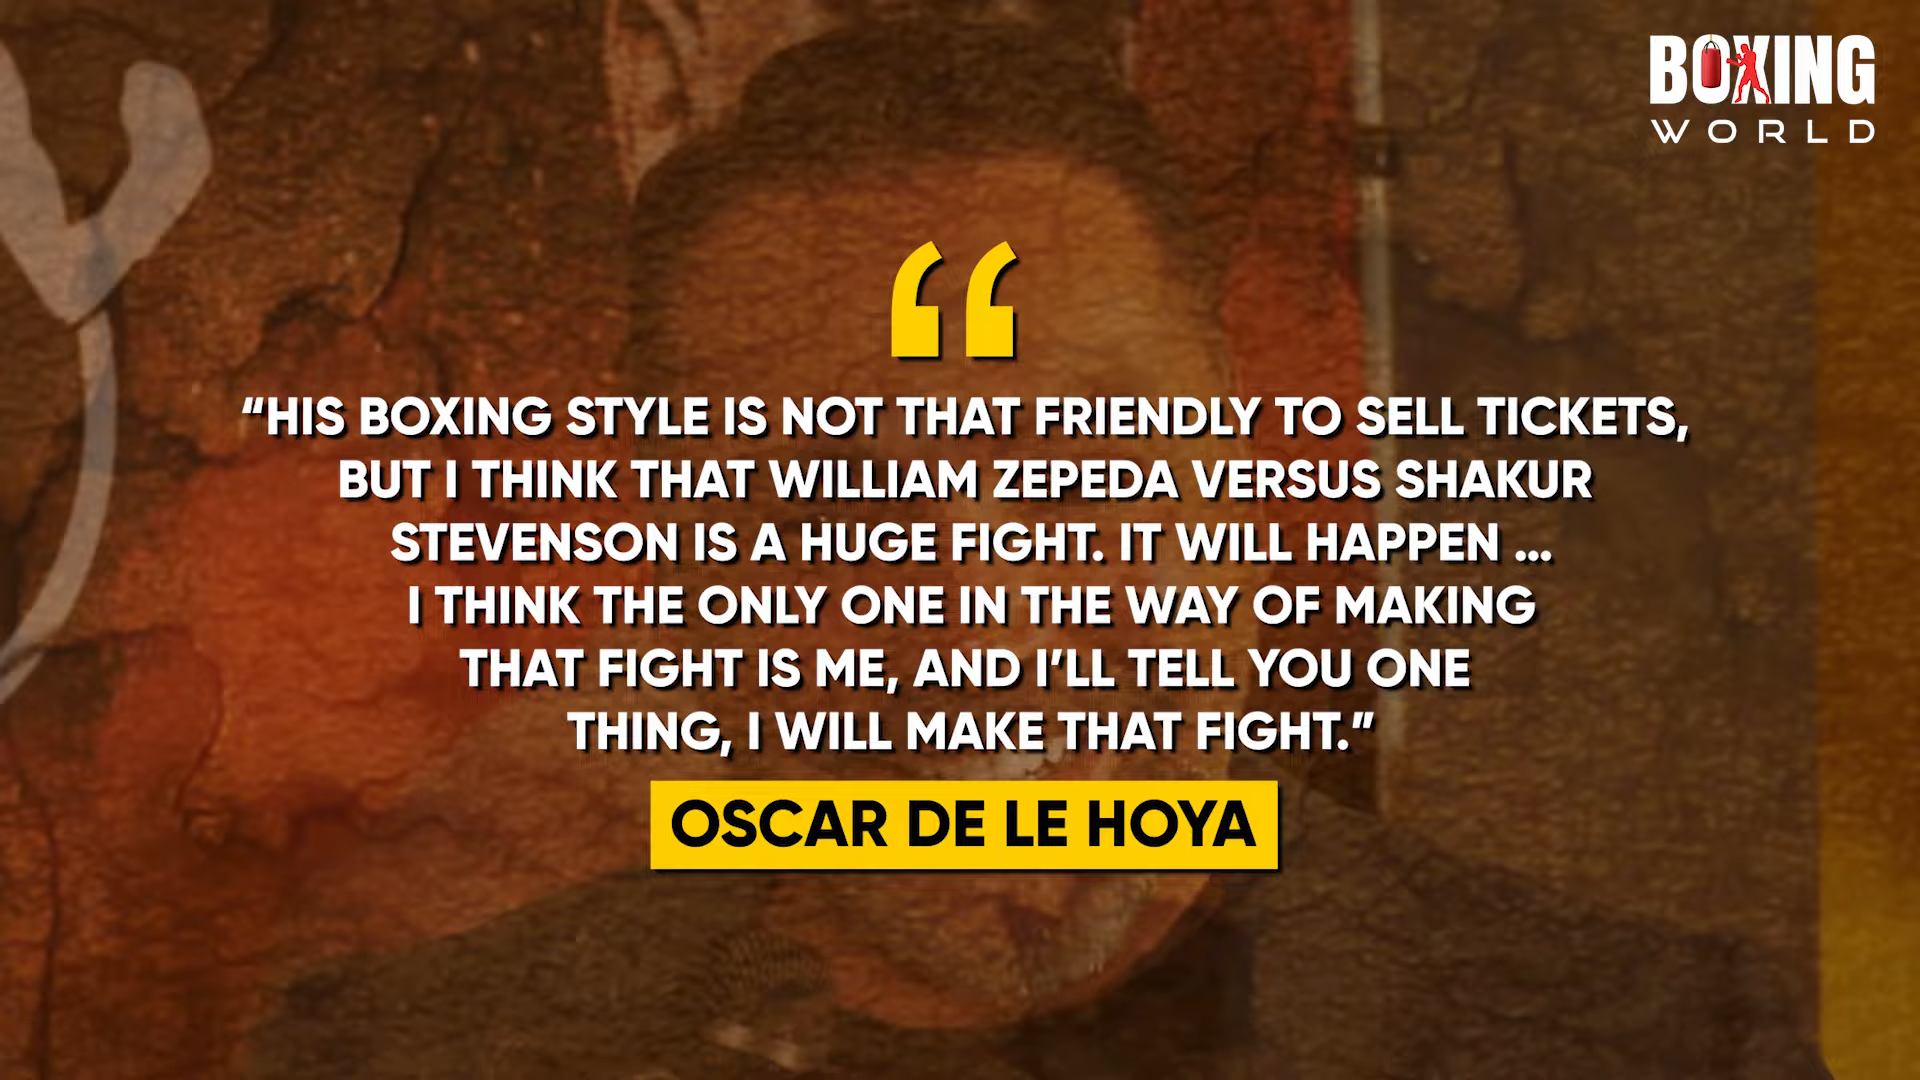 BOXING
WORLD
“
“HIS BOXING STYLE IS NOT THAT FRIENDLY TO SELL TICKETS,
BUT I THINK THAT WILLIAM ZEPEDA VERSUS SHAKUR
STEVENSON IS A HUGE FIGHT. IT WILL HAPPEN ...
I THINK THE ONLY ONE IN THE WAY OF MAKING
THAT FIGHT IS ME, AND I’LL TELL YOU ONE
THING, I WILL MAKE THAT FIGHT.”
OSCAR DE LE HOYA